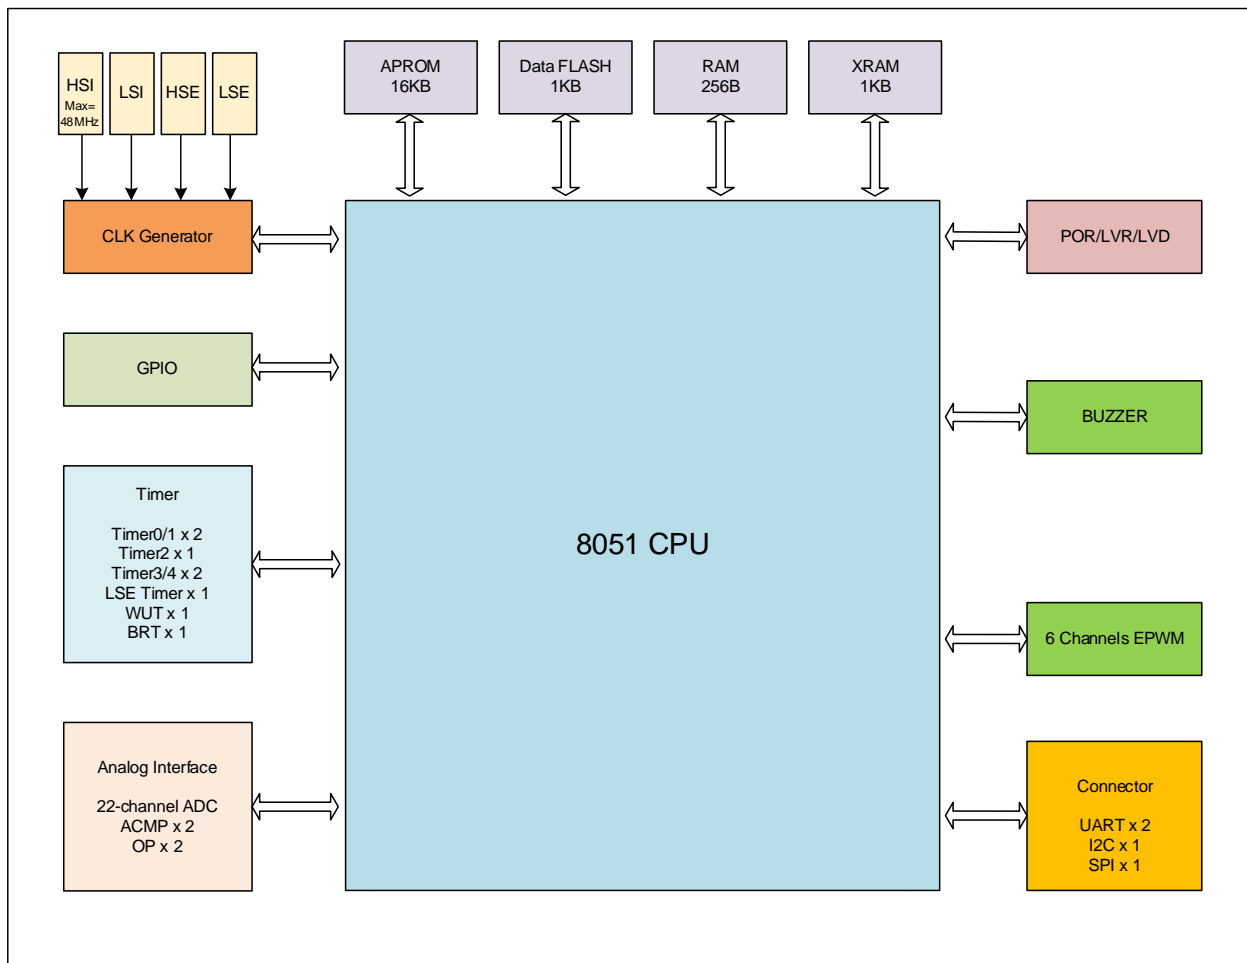 HSI
Max=
48MHz
LSI
HSE
LSE
APROM
16KB
Data FLASH
1KB
RAM
256B
XRAM
1KB
CLK Generator
POR/LVR/LVD
GPIO
BUZZER
Timer
Timer0/1 x 2
Timer2 x 1
Timer3/4 x 2
LSE Timer x 1
WUT x 1
BRT x 1
8051 CPU
6 Channels EPWM
Analog Interface
22-channel ADC
ACMP x 2
OP x 2
Connector
UART x 2
I2C x 1
SPI x 1